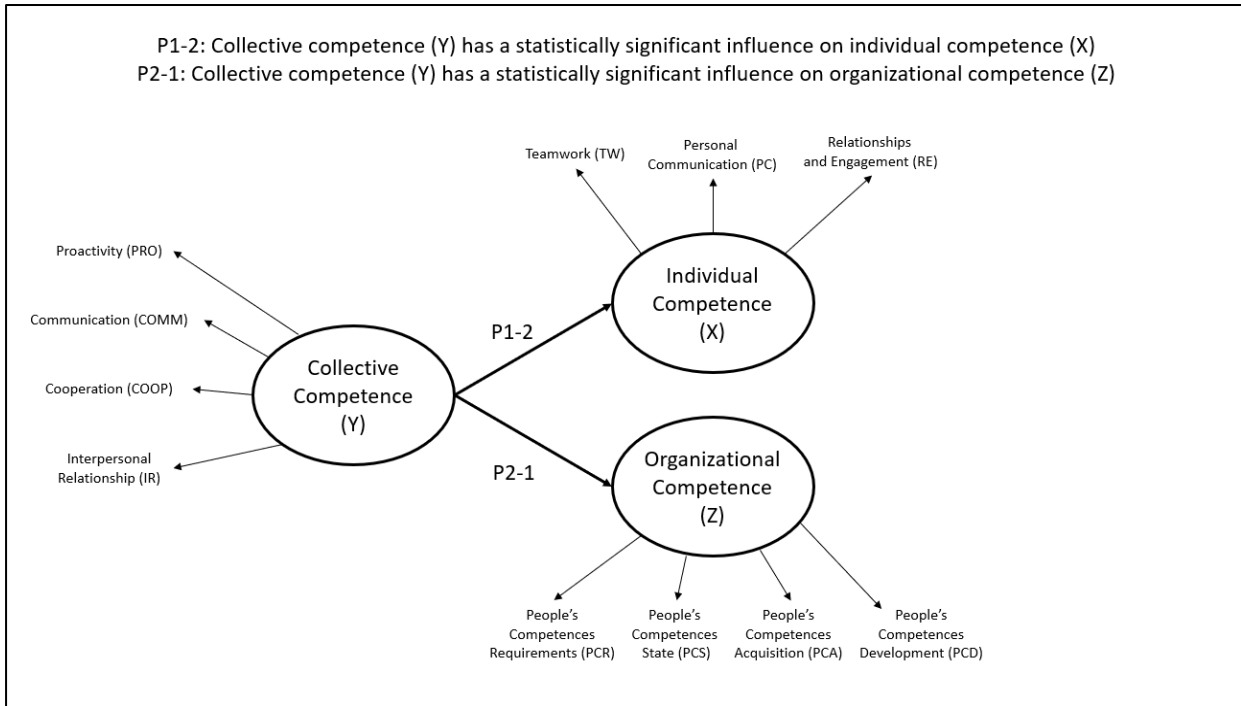 P1-2: Collective competence (Y) has a statistically significant influence on individual competence (X)
P2-1: Collective competence (Y) has a statistically significant influence on organizational competence (Z)
Teamwork (TW)
Personal
Communication (PC)
Relationships
and Engagement (RE)
Proactivity (PRO)
Communication (COMM)
Cooperation (COOP)
Interpersonal
Relationship (IR)
Collective
Competence
(Y)
P1-2
P2-1
Individual
Competence
(X)
Organizational
Competence
(Z)
People’s
Competences
Requirements (PCR)
People’s
Competences
State (PCS)
People’s
Competences
Acquisition (PCA)
People’s
Competences
Development (PCD)